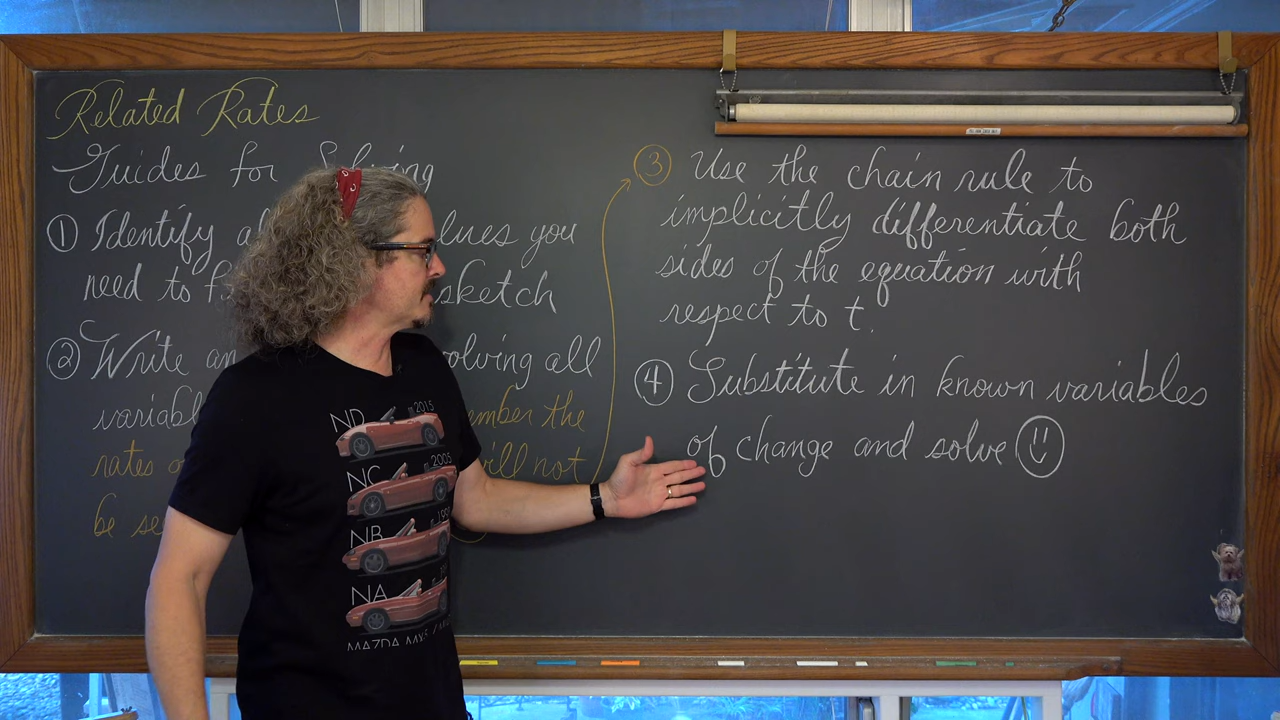 Related Rates
Guides for Solving
① Identify lues you
need to sketch
② Write an olving all
variabl mber the
rates ill not
be se
③ Use the chain rule to
implicitly differentiate both
sides of the equation with
respect to t.
④ Substitute in known variables
of change and solve
ND 2015
NC 2005
NB
NA